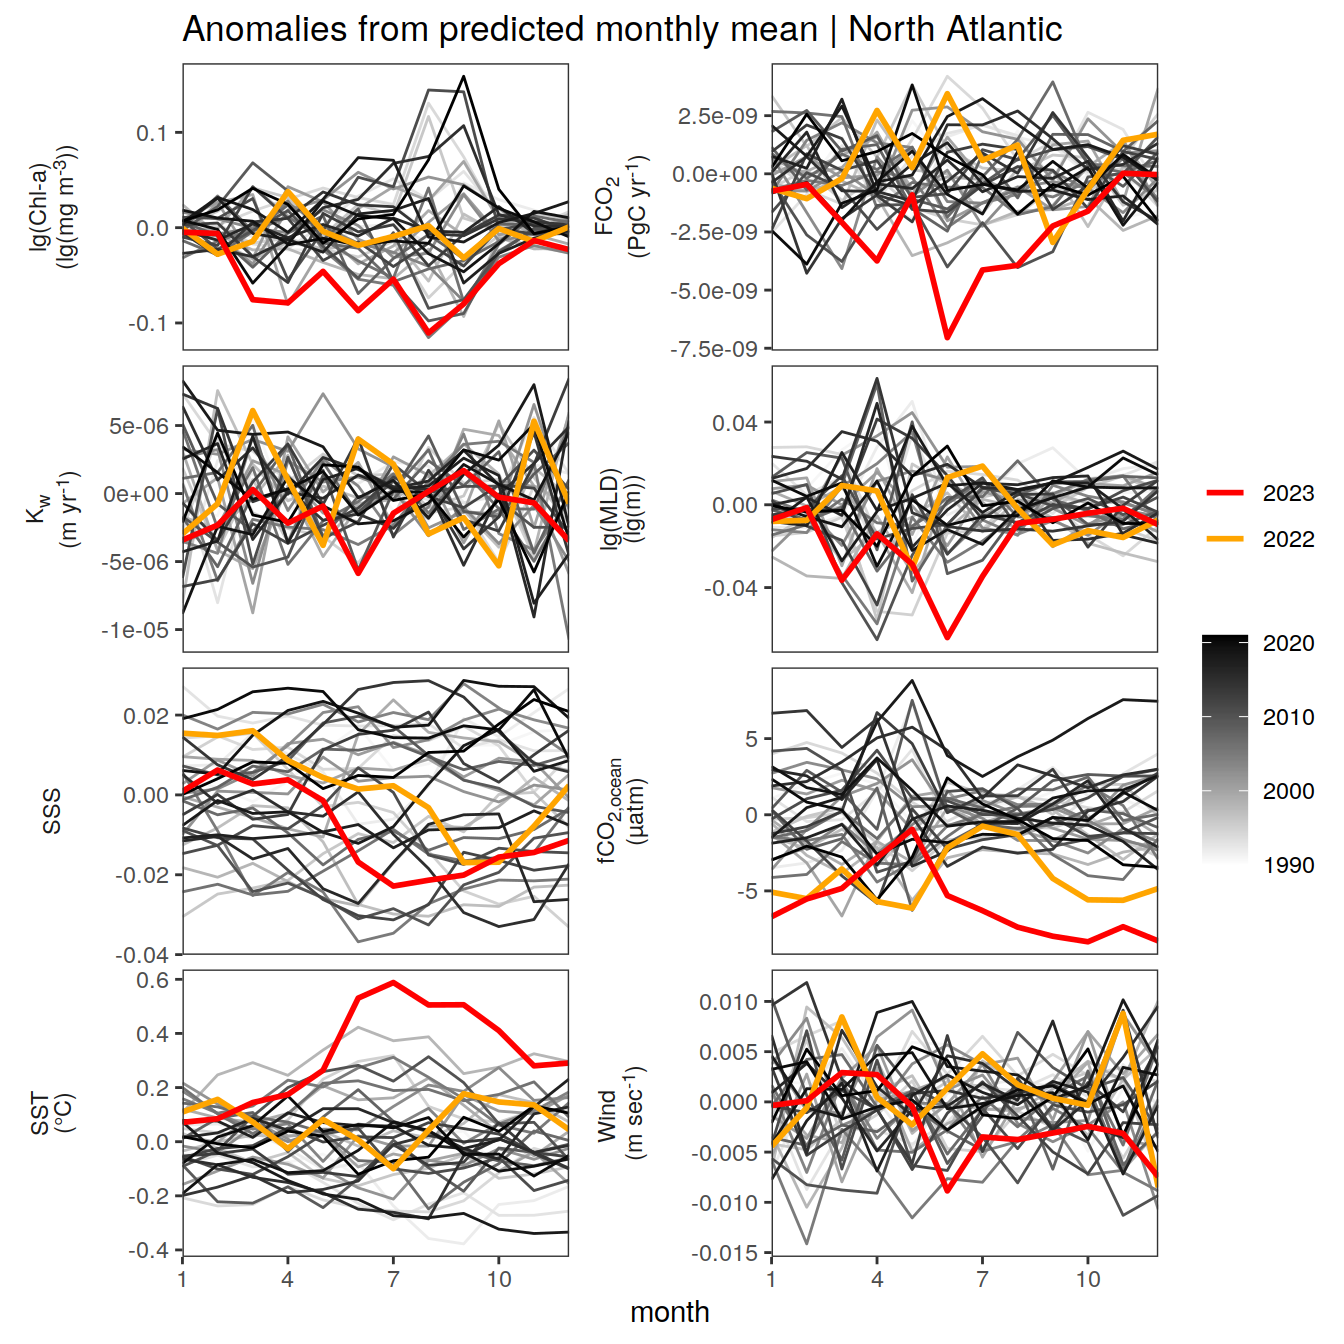 Anomalies from predicted monthly mean | North Atlantic
lg(Chl-a)
(lg(mg m⁻³))
0.1
0.0
-0.1
FCO₂
(PgC yr⁻¹)
2.5e-09
0.0e+00
-2.5e-09
-5.0e-09
-7.5e-09
K_w
(m yr⁻¹)
5e-06
0e+00
-5e-06
-1e-05
lg(MLD)
(lg(m))
0.04
0.00
-0.04
SSS
0.02
0.00
-0.02
-0.04
fCO₂,ocean
(µatm)
5
0
-5
SST
(°C)
0.6
0.4
0.2
0.0
-0.2
-0.4
1 4 7 10
Wind
(m sec⁻¹)
0.010
0.005
0.000
-0.005
-0.010
-0.015
1 4 7 10
month
2023
2022
2020
2010
2000
1990